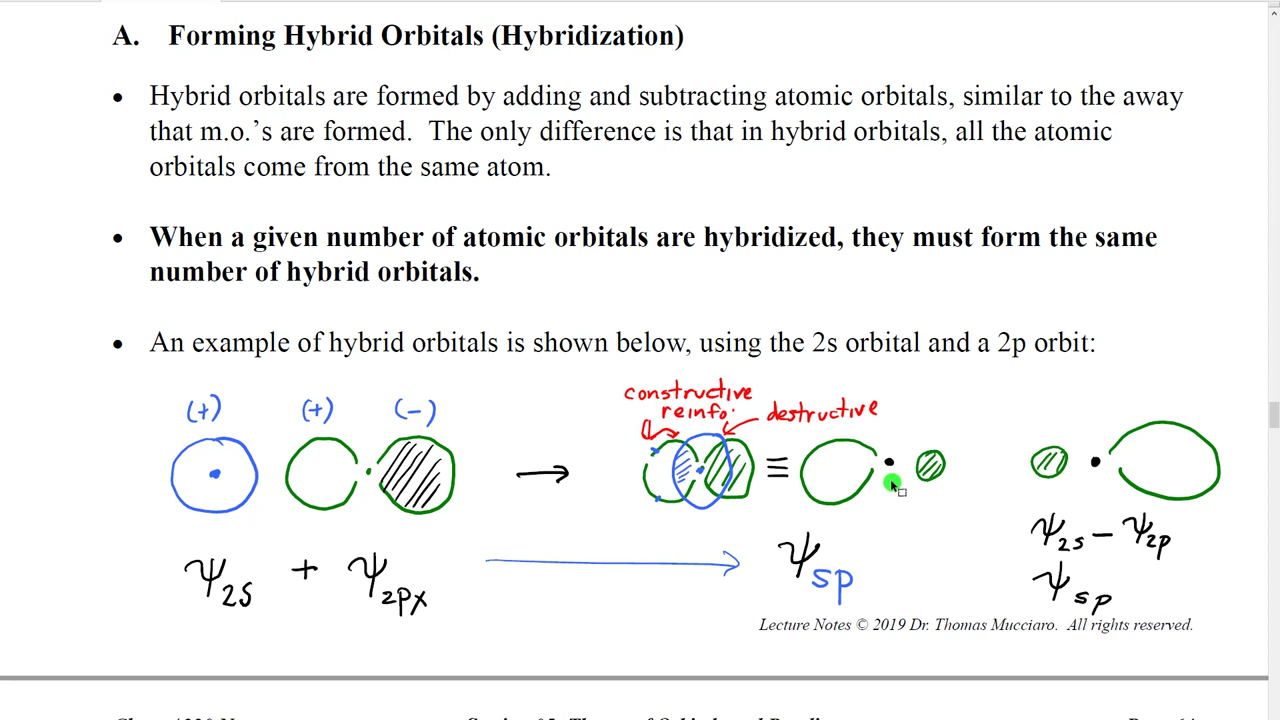 A. Forming Hybrid Orbitals (Hybridization)
• Hybrid orbitals are formed by adding and subtracting atomic orbitals, similar to the away
that m.o.'s are formed. The only difference is that in hybrid orbitals, all the atomic
orbitals come from the same atom.
• When a given number of atomic orbitals are hybridized, they must form the same
number of hybrid orbitals.
• An example of hybrid orbitals is shown below, using the 2s orbital and a 2p orbit:
(+) (+) (-)
constructive
reinfo.
destructive
→ ≡
Ψ2s + Ψ2px → Ψsp
Ψ2s - Ψ2p
Ψsp
Lecture Notes © 2019 Dr. Thomas Mucciaro. All rights reserved.